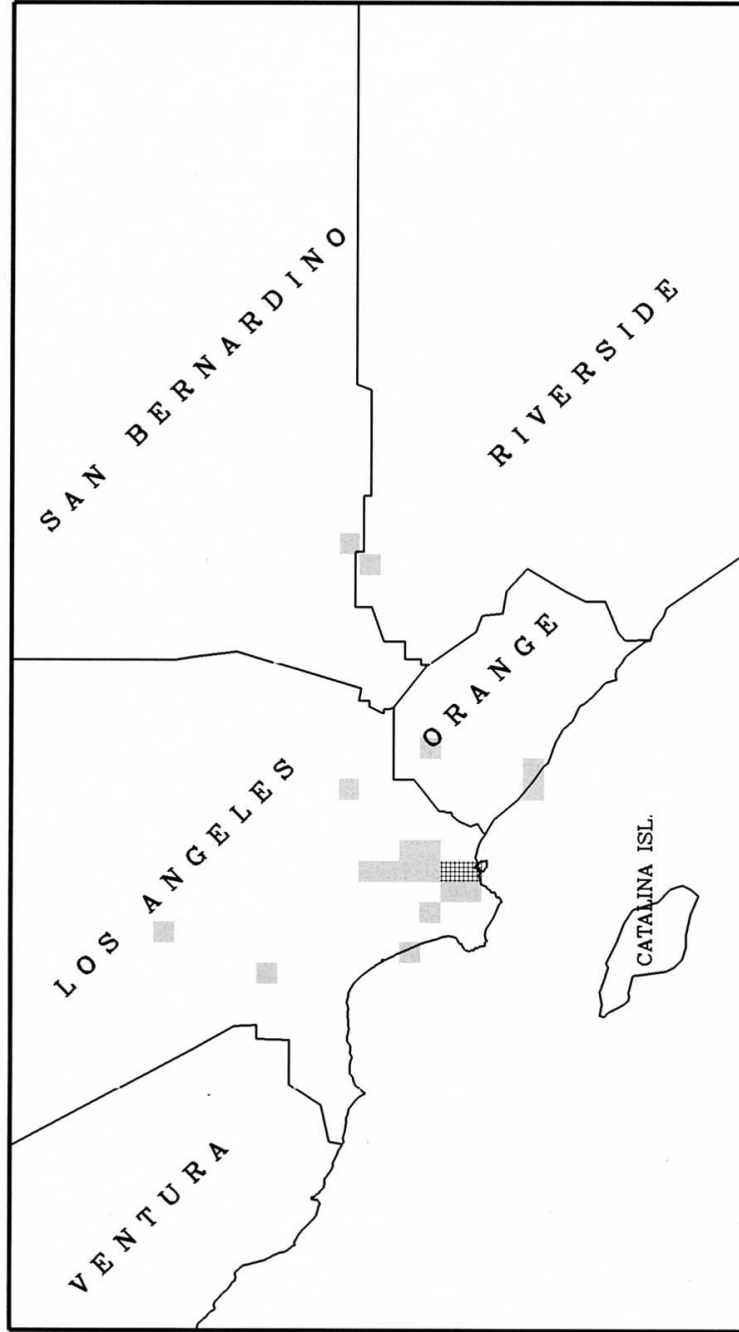 SAN BERNARDINO
LOS ANGELES
VENTURA
RIVERSIDE
ORANGE
CATALINA ISL.